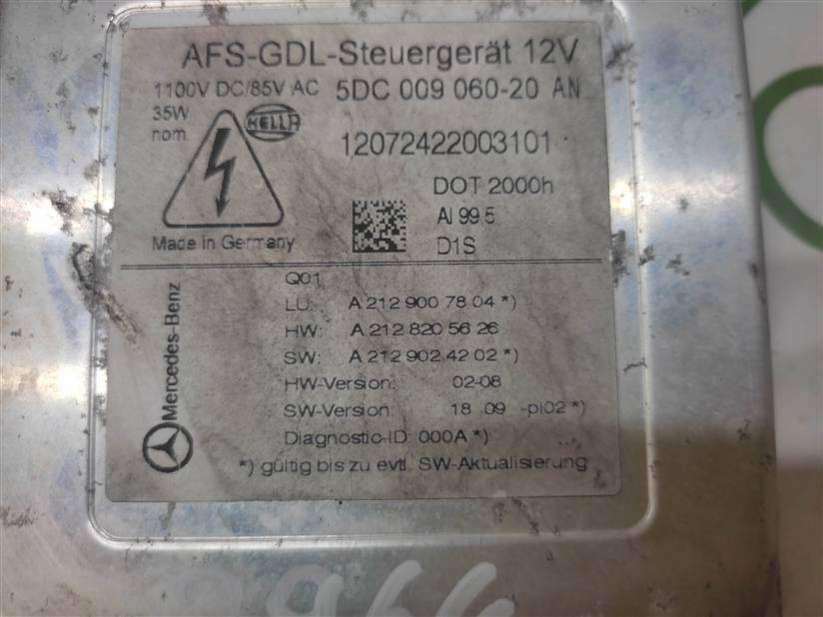 AFS-GDL-Steuergerät 12V
1100V DC/85V AC 5DC 009 060-20 AN
35W
nom.
HELLA
12072422003101
DOT 2000h
Al 99.5
D1S
Made in Germany
Q01
LU: A 212 900 78 04 *)
HW: A 212 820 56 26
SW: A 212 902 42 02 *)
HW-Version: 02-08
SW-Version 18 09 -pl02 *)
Diagnostic-ID: 000A *)
*) gültig bis zu evtl. SW-Aktualisierung
Mercedes-Benz